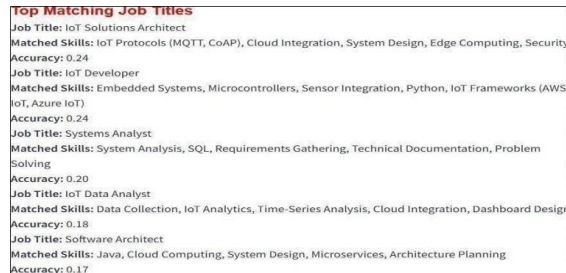 Top Matching Job Titles
Job Title: IoT Solutions Architect
Matched Skills: IoT Protocols (MQTT, CoAP), Cloud Integration, System Design, Edge Computing, Security
Accuracy: 0.24
Job Title: IoT Developer
Matched Skills: Embedded Systems, Microcontrollers, Sensor Integration, Python, IoT Frameworks (AWS
IoT, Azure IoT)
Accuracy: 0.24
Job Title: Systems Analyst
Matched Skills: System Analysis, SQL, Requirements Gathering, Technical Documentation, Problem
Solving
Accuracy: 0.20
Job Title: IoT Data Analyst
Matched Skills: Data Collection, IoT Analytics, Time-Series Analysis, Cloud Integration, Dashboard Design
Accuracy: 0.18
Job Title: Software Architect
Matched Skills: Java, Cloud Computing, System Design, Microservices, Architecture Planning
Accuracy: 0.17